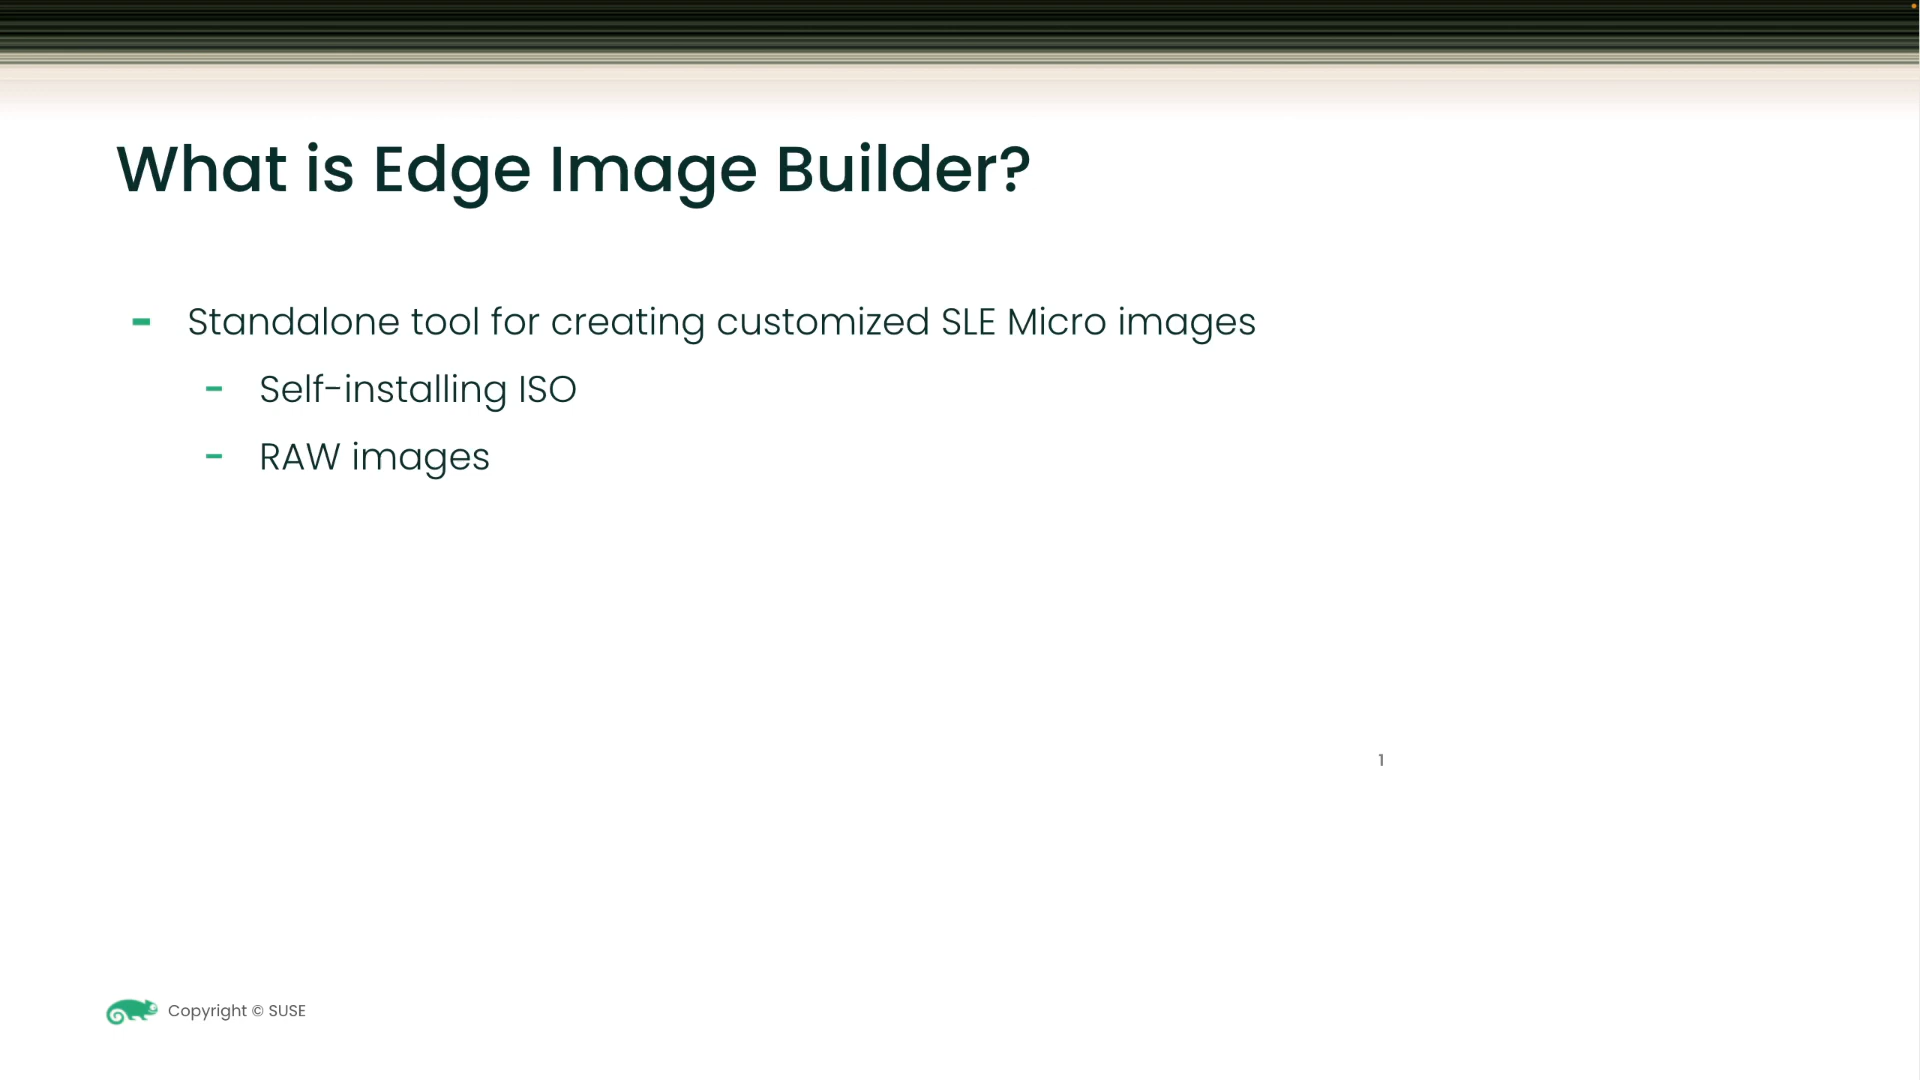 What is Edge Image Builder?
- Standalone tool for creating customized SLE Micro images
- Self-installing ISO
- RAW images
1
Copyright © SUSE